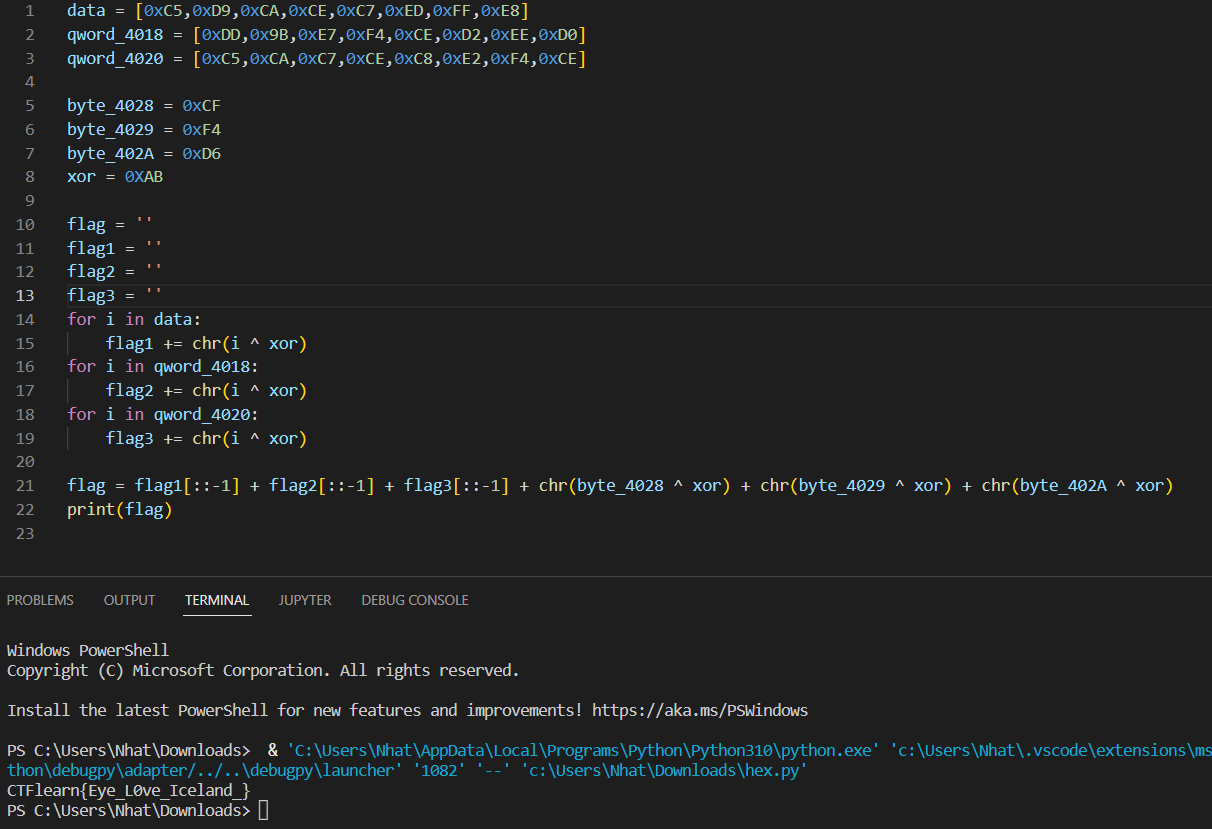 1 data = [0xC5,0xD9,0xCA,0xCE,0xC7,0xED,0xFF,0xE8]
2 qword_4018 = [0xDD,0x9B,0xE7,0xF4,0xCE,0xD2,0xEE,0xD0]
3 qword_4020 = [0xC5,0xCA,0xC7,0xCE,0xC8,0xE2,0xF4,0xCE]
4
5 byte_4028 = 0xCF
6 byte_4029 = 0xF4
7 byte_402A = 0xD6
8 xor = 0XAB
9
10 flag = ''
11 flag1 = ''
12 flag2 = ''
13 flag3 = ''
14 for i in data:
15     flag1 += chr(i ^ xor)
16 for i in qword_4018:
17     flag2 += chr(i ^ xor)
18 for i in qword_4020:
19     flag3 += chr(i ^ xor)
20
21 flag = flag1[::-1] + flag2[::-1] + flag3[::-1] + chr(byte_4028 ^ xor) + chr(byte_4029 ^ xor) + chr(byte_402A ^ xor)
22 print(flag)
23
PROBLEMS OUTPUT TERMINAL JUPYTER DEBUG CONSOLE
Windows PowerShell
Copyright (C) Microsoft Corporation. All rights reserved.
Install the latest PowerShell for new features and improvements! https://aka.ms/PSWindows
PS C:\Users\Nhat\Downloads>  & 'C:\Users\Nhat\AppData\Local\Programs\Python\Python310\python.exe' 'c:\Users\Nhat\.vscode\extensions\ms
thon\debugpy\adapter/../..\debugpy\launcher' '1082' '--' 'c:\Users\Nhat\Downloads\hex.py'
CTFlearn{Eye_L0ve_Iceland_}
PS C:\Users\Nhat\Downloads>